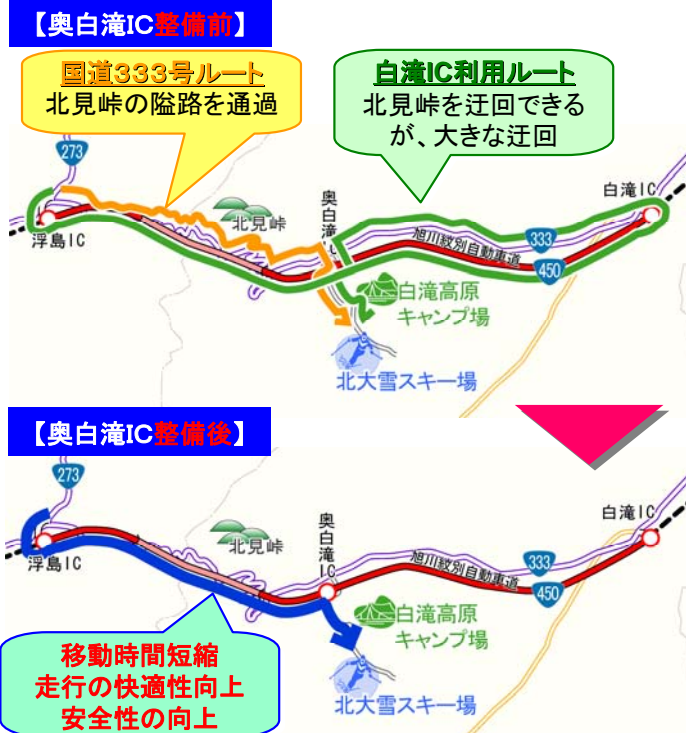 【奥白滝IC整備前】
国道333号ルート
北見峠の隘路を通過
白滝IC利用ルート
北見峠を迂回できる
が、大きな迂回
273
白滝IC
奥白滝IC
北見峠
浮島IC
333
旭川紋別自動車道
450
白滝高原
キャンプ場
北大雪スキー場
【奥白滝IC整備後】
273
白滝IC
奥白滝IC
北見峠
浮島IC
333
旭川紋別自動車道
450
白滝高原
キャンプ場
北大雪スキー場
移動時間短縮
走行の快適性向上
安全性の向上